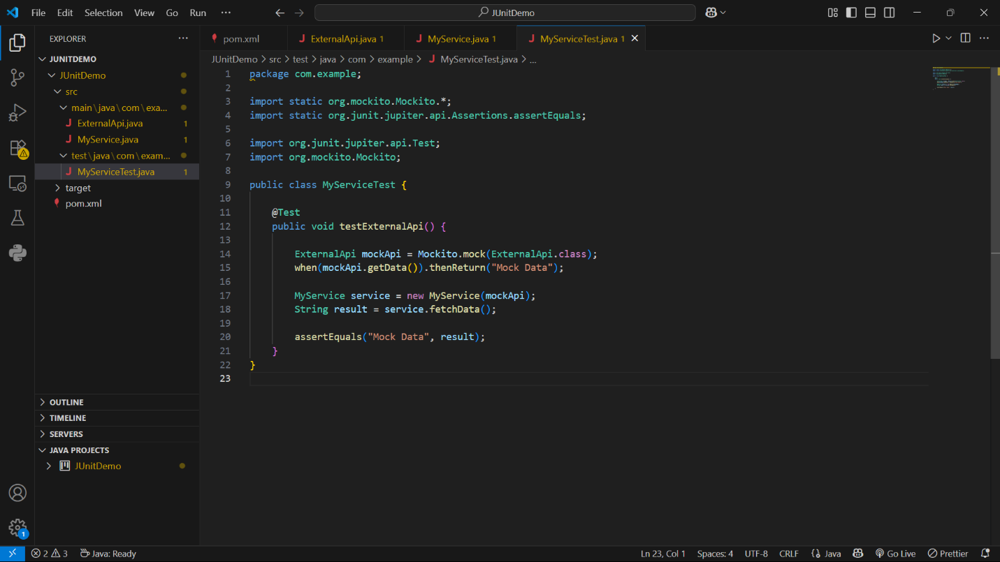 File Edit Selection View Go Run ··· JUnitDemo
EXPLORER ···
JUNITDEMO
JUnitDemo
src
main\java\com\exa...
ExternalApi.java 1
MyService.java 1
test\java\com\exam...
MyServiceTest.java 1
target
pom.xml
OUTLINE
TIMELINE
SERVERS
JAVA PROJECTS
JUnitDemo
1
pom.xml ExternalApi.java 1 MyService.java 1 MyServiceTest.java 1
JUnitDemo > src > test > java > com > example > MyServiceTest.java > ...
1 package com.example;
2
3 import static org.mockito.Mockito.*;
4 import static org.junit.jupiter.api.Assertions.assertEquals;
5
6 import org.junit.jupiter.api.Test;
7 import org.mockito.Mockito;
8
9 public class MyServiceTest {
10
11 @Test
12 public void testExternalApi() {
13
14 ExternalApi mockApi = Mockito.mock(ExternalApi.class);
15 when(mockApi.getData()).thenReturn("Mock Data");
16
17 MyService service = new MyService(mockApi);
18 String result = service.fetchData();
19
20 assertEquals("Mock Data", result);
21 }
22 }
23
2 3 Java: Ready Ln 23, Col 1 Spaces: 4 UTF-8 CRLF Java Go Live Prettier